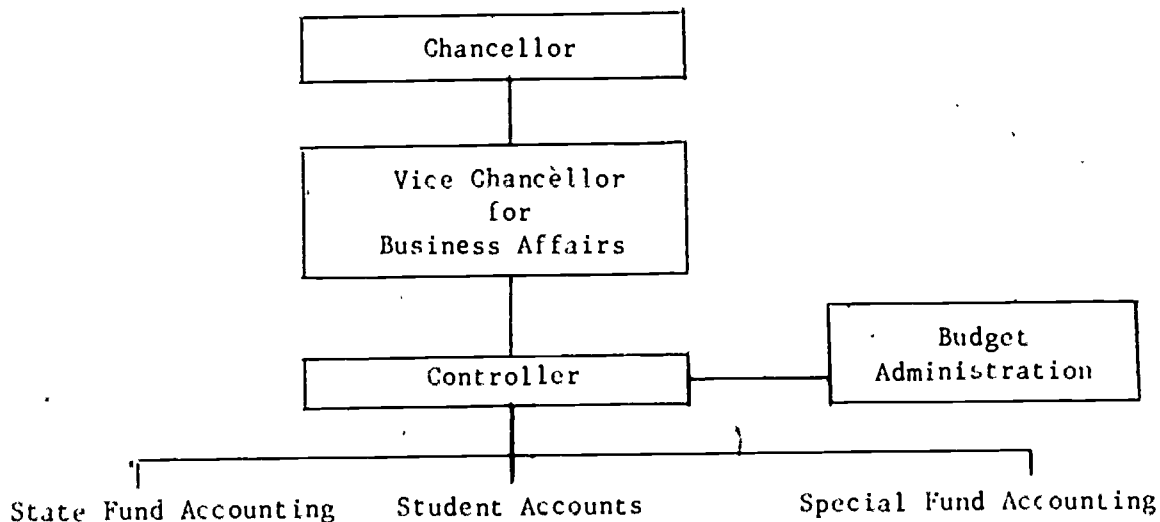 Chancellor
Vice Chancellor
for
Business Affairs
Budget
Administration
Controller
State Fund Accounting
Student Accounts
Special Fund Accounting